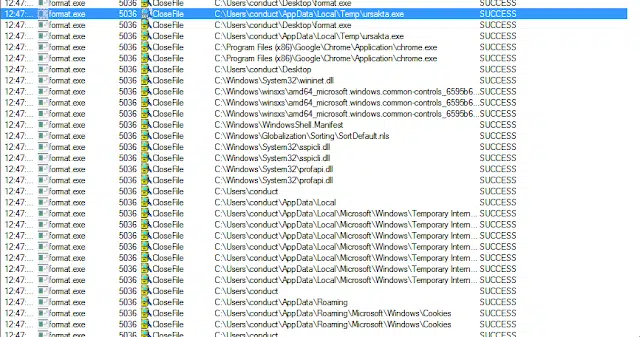 12:47:... format.exe 5036 CloseFile C:\Users\conduct\Desktop\format.exe SUCCESS
12:47:... format.exe 5036 CloseFile C:\Users\conduct\AppData\Local\Temp\ursakta.exe SUCCESS
12:47:... format.exe 5036 CloseFile C:\Users\conduct\Desktop\format.exe SUCCESS
12:47:... format.exe 5036 CloseFile C:\Users\conduct\AppData\Local\Temp\ursakta.exe SUCCESS
12:47:... format.exe 5036 CloseFile C:\Program Files (x86)\Google\Chrome\Application\chrome.exe SUCCESS
12:47:... format.exe 5036 CloseFile C:\Users\conduct\Desktop SUCCESS
12:47:... format.exe 5036 CloseFile C:\Windows\System32\wininet.dll SUCCESS
12:47:... format.exe 5036 CloseFile C:\Windows\winsxs\amd64_microsoft.windows.common-controls_6595b6... SUCCESS
12:47:... format.exe 5036 CloseFile C:\Windows\winsxs\amd64_microsoft.windows.common-controls_6595b6... SUCCESS
12:47:... format.exe 5036 CloseFile C:\Windows\winsxs\amd64_microsoft.windows.common-controls_6595b6... SUCCESS
12:47:... format.exe 5036 CloseFile C:\Windows\WindowsShell.Manifest SUCCESS
12:47:... format.exe 5036 CloseFile C:\Windows\Globalization\Sorting\SortDefault.nls SUCCESS
12:47:... format.exe 5036 CloseFile C:\Windows\System32\sspicli.dll SUCCESS
12:47:... format.exe 5036 CloseFile C:\Windows\System32\sspicli.dll SUCCESS
12:47:... format.exe 5036 CloseFile C:\Windows\System32\profapi.dll SUCCESS
12:47:... format.exe 5036 CloseFile C:\Windows\System32\profapi.dll SUCCESS
12:47:... format.exe 5036 CloseFile C:\Users\conduct SUCCESS
12:47:... format.exe 5036 CloseFile C:\Users\conduct\AppData\Local SUCCESS
12:47:... format.exe 5036 CloseFile C:\Users\conduct\AppData\Local\Microsoft\Windows\Temporary Intern... SUCCESS
12:47:... format.exe 5036 CloseFile C:\Users\conduct\AppData\Local\Microsoft\Windows\Temporary Intern... SUCCESS
12:47:... format.exe 5036 CloseFile C:\Users\conduct\AppData\Local\Microsoft\Windows\Temporary Intern... SUCCESS
12:47:... format.exe 5036 CloseFile C:\Users\conduct\AppData\Local\Microsoft\Windows\Temporary Intern... SUCCESS
12:47:... format.exe 5036 CloseFile C:\Users\conduct\AppData\Local\Microsoft\Windows\Temporary Intern... SUCCESS
12:47:... format.exe 5036 CloseFile C:\Users\conduct\AppData\Local\Microsoft\Windows\Temporary Intern... SUCCESS
12:47:... format.exe 5036 CloseFile C:\Users\conduct\AppData\Local\Microsoft\Windows\Temporary Intern... SUCCESS
12:47:... format.exe 5036 CloseFile C:\Users\conduct SUCCESS
12:47:... format.exe 5036 CloseFile C:\Users\conduct\AppData\Roaming SUCCESS
12:47:... format.exe 5036 CloseFile C:\Users\conduct\AppData\Roaming\Microsoft\Windows\Cookies SUCCESS
12:47:... format.exe 5036 CloseFile C:\Users\conduct\AppData\Roaming\Microsoft\Windows\Cookies SUCCESS
12:47:... format.exe 5036 CloseFile C:\Users\conduct SUCCESS